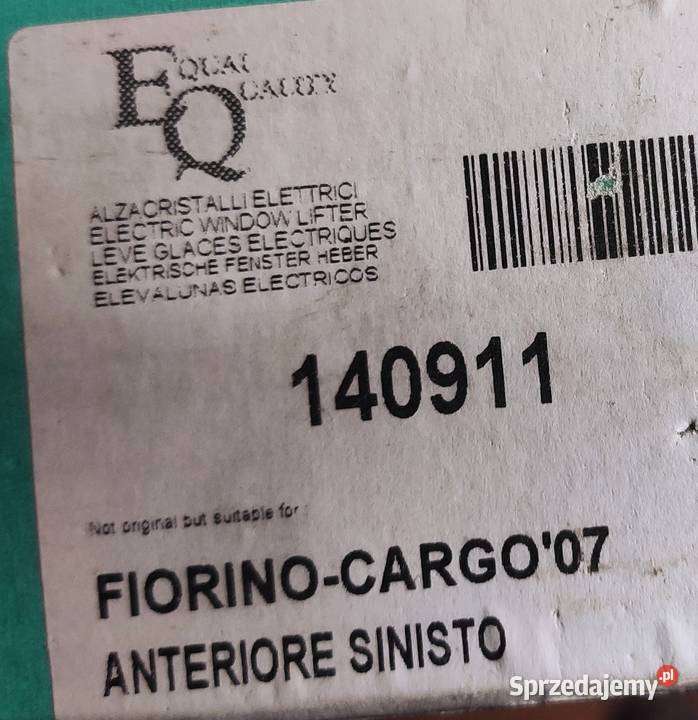 EQUAL
QUALITY
ALZACRISTALLI ELETTRICI
ELECTRIC WINDOW LIFTER
LEVE GLACES ELECTRIQUES
ELEKTRISCHE FENSTER HEBER
ELEVALUNAS ELECTRICOS
140911
Not original but suitable for
FIORINO-CARGO'07
ANTERIORE SINISTO
Sprzedajemy.pl